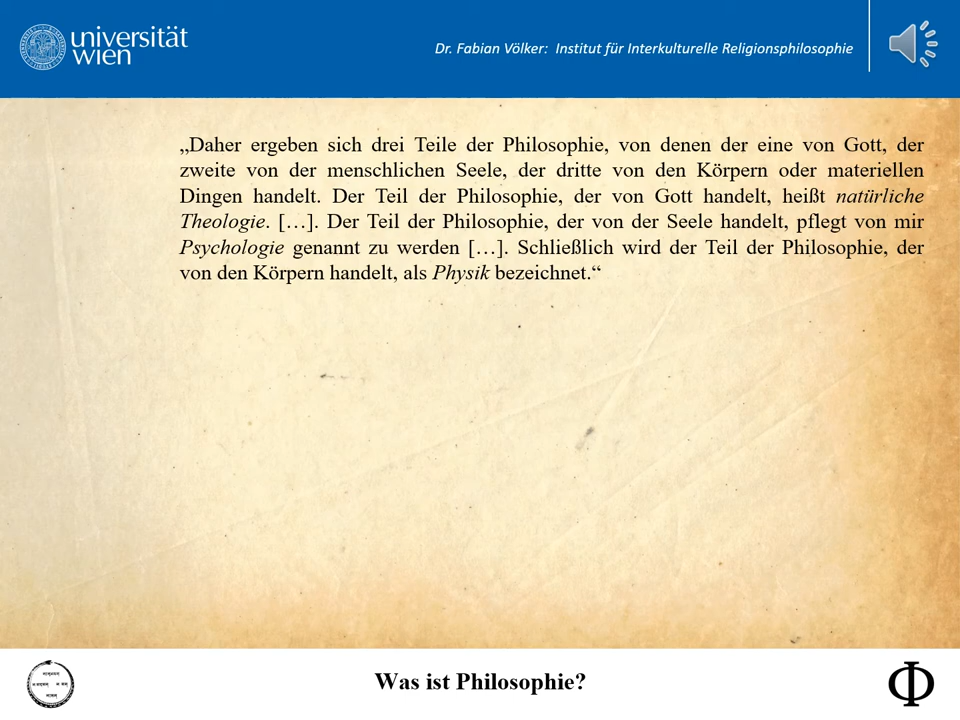 universität
wien
Dr. Fabian Völker: Institut für Interkulturelle Religionsphilosophie
„Daher ergeben sich drei Teile der Philosophie, von denen der eine von Gott, der
zweite von der menschlichen Seele, der dritte von den Körpern oder materiellen
Dingen handelt. Der Teil der Philosophie, der von Gott handelt, heißt natürliche
Theologie. […]. Der Teil der Philosophie, der von der Seele handelt, pflegt von mir
Psychologie genannt zu werden […]. Schließlich wird der Teil der Philosophie, der
von den Körpern handelt, als Physik bezeichnet.“
Was ist Philosophie?
Φ